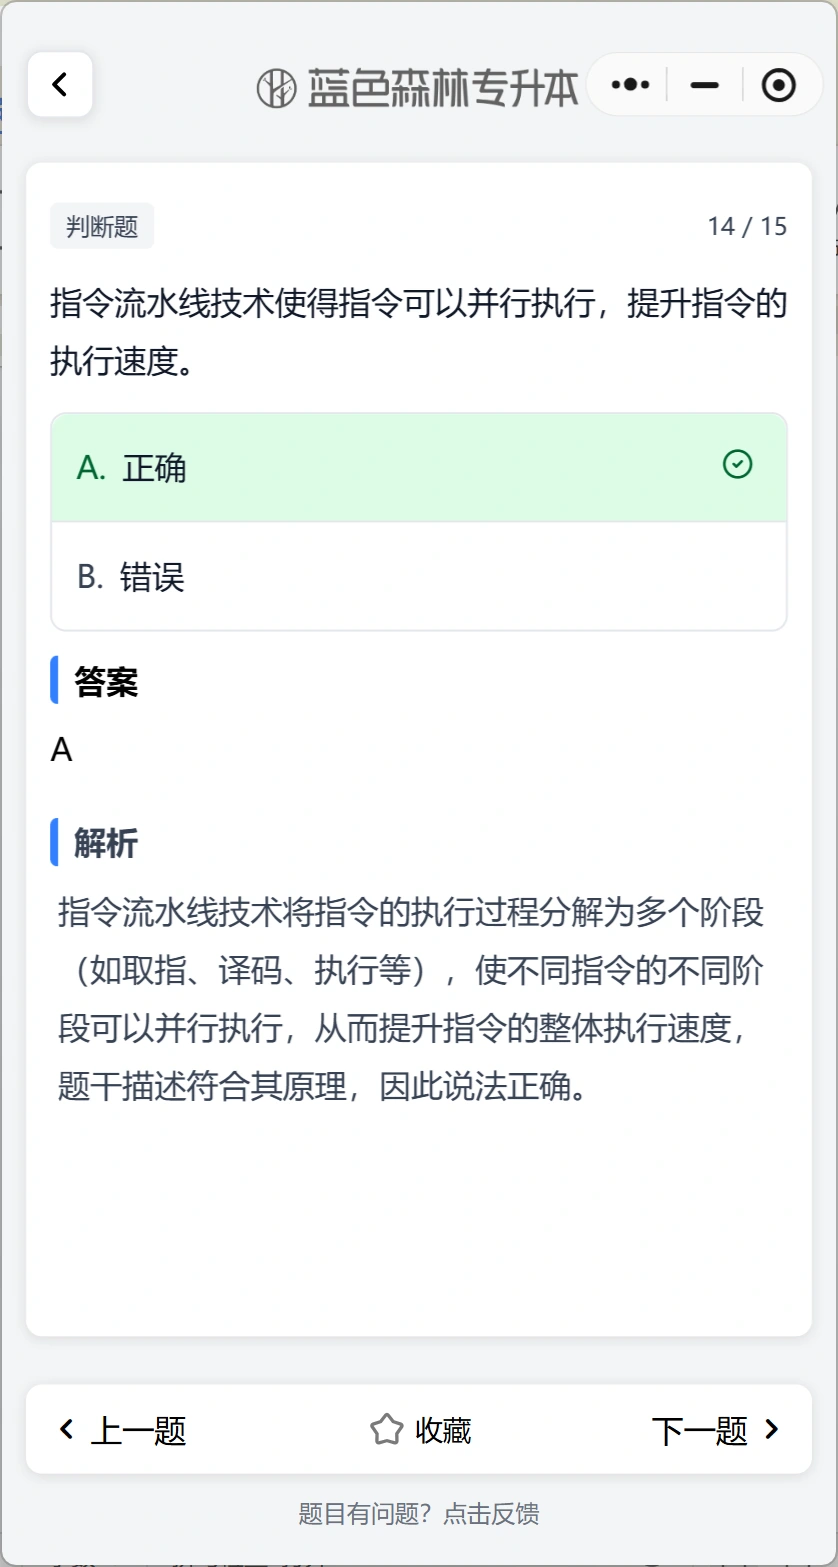 蓝色森林专升本
判断题
14 / 15
指令流水线技术使得指令可以并行执行，提升指令的
执行速度。
A. 正确
B. 错误
答案
A
解析
指令流水线技术将指令的执行过程分解为多个阶段
（如取指、译码、执行等），使不同指令的不同阶
段可以并行执行，从而提升指令的整体执行速度，
题干描述符合其原理，因此说法正确。
上一题
收藏
下一题
题目有问题？点击反馈